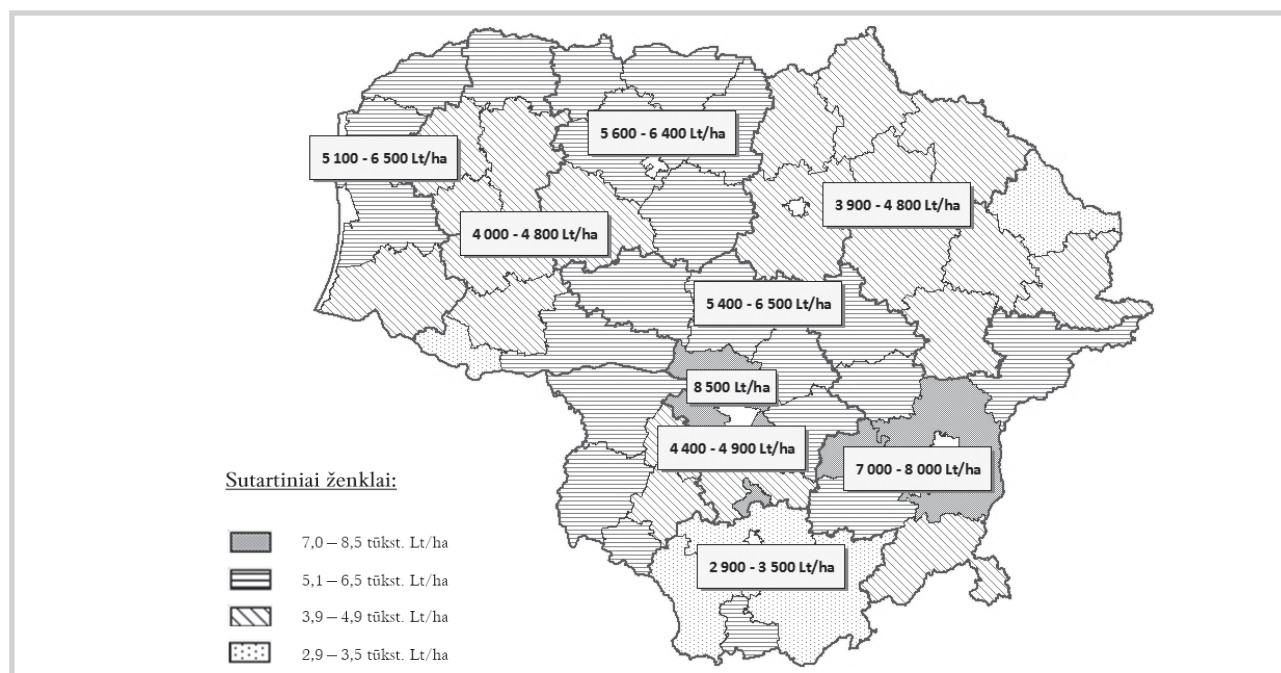 5 600 - 6 400 Lt/ha
5 100 - 6 500 Lt/ha
3 900 - 4 800 Lt/ha
4 000 - 4 800 Lt/ha
5 400 - 6 500 Lt/ha
8 500 Lt/ha
4 400 - 4 900 Lt/ha
7 000 - 8 000 Lt/ha
2 900 - 3 500 Lt/ha
Sutartiniai ženklai:
7,0 – 8,5 tūkst. Lt/ha
5,1 – 6,5 tūkst. Lt/ha
3,9 – 4,9 tūkst. Lt/ha
2,9 – 3,5 tūkst. Lt/ha